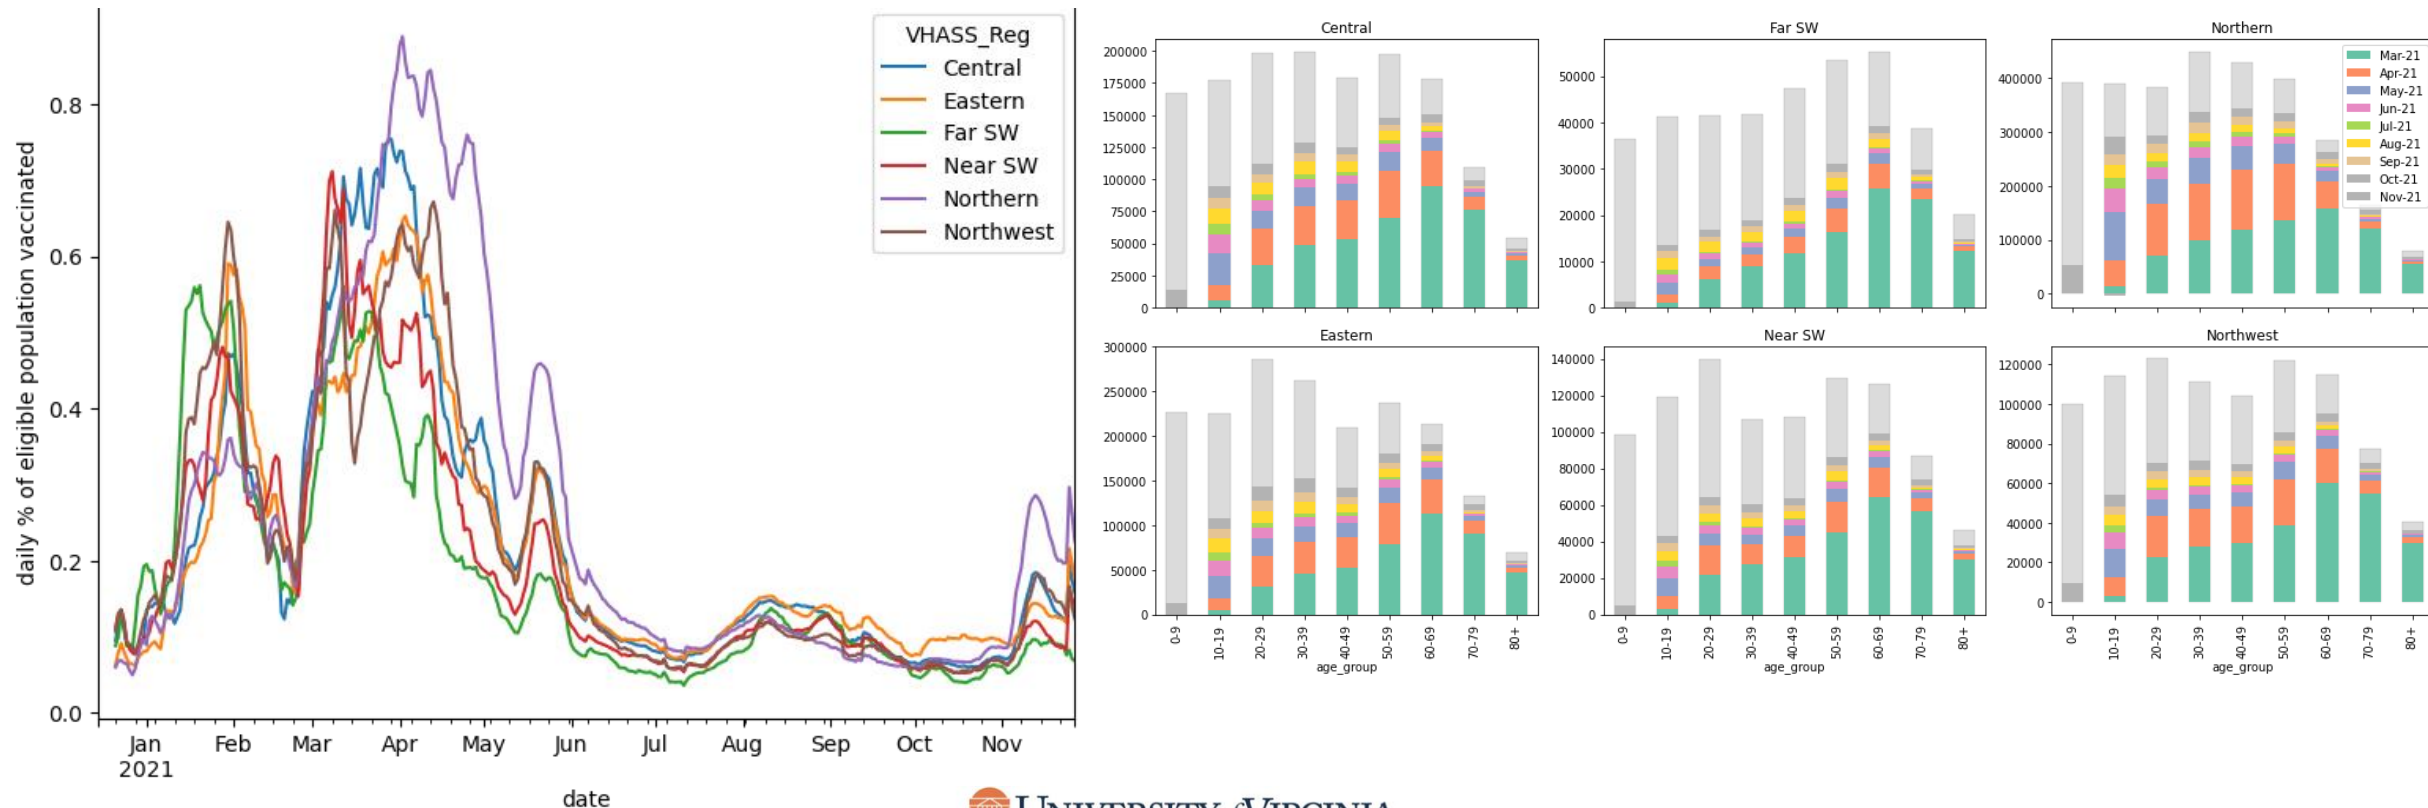 VHASS_Reg
Central
Eastern
Far SW
Near SW
Northern
Northwest
daily % of eligible population vaccinated
0.8
0.6
0.4
0.2
0.0
Jan Feb Mar Apr May Jun Jul Aug Sep Oct Nov
2021
date
Central
200000
175000
150000
125000
100000
75000
50000
25000
0
Far SW
50000
40000
30000
20000
10000
0
Northern
400000
300000
200000
100000
0
Mar-21
Apr-21
May-21
Jun-21
Jul-21
Aug-21
Sep-21
Oct-21
Nov-21
Eastern
300000
250000
200000
150000
100000
50000
0
0-9 10-19 20-29 30-39 40-49 50-59 60-69 70-79 80+
age_group
Near SW
140000
120000
100000
80000
60000
40000
20000
0
0-9 10-19 20-29 30-39 40-49 50-59 60-69 70-79 80+
age_group
Northwest
120000
100000
80000
60000
40000
20000
0
0-9 10-19 20-29 30-39 40-49 50-59 60-69 70-79 80+
age_group
UNIVERSITY of VIRGINIA